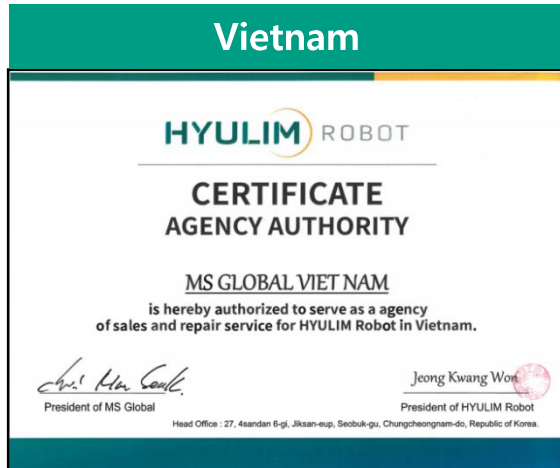 Vietnam
HYULIM ROBOT
CERTIFICATE
AGENCY AUTHORITY
MS GLOBAL VIET NAM
is hereby authorized to serve as a agency
of sales and repair service for HYULIM Robot in Vietnam.
Jeong Kwang Won
President of MS Global President of HYULIM Robot
Head Office : 27, 4sandan 6-gi, Jiksan-eup, Seobuk-gu, Chungcheongnam-do, Republic of Korea.